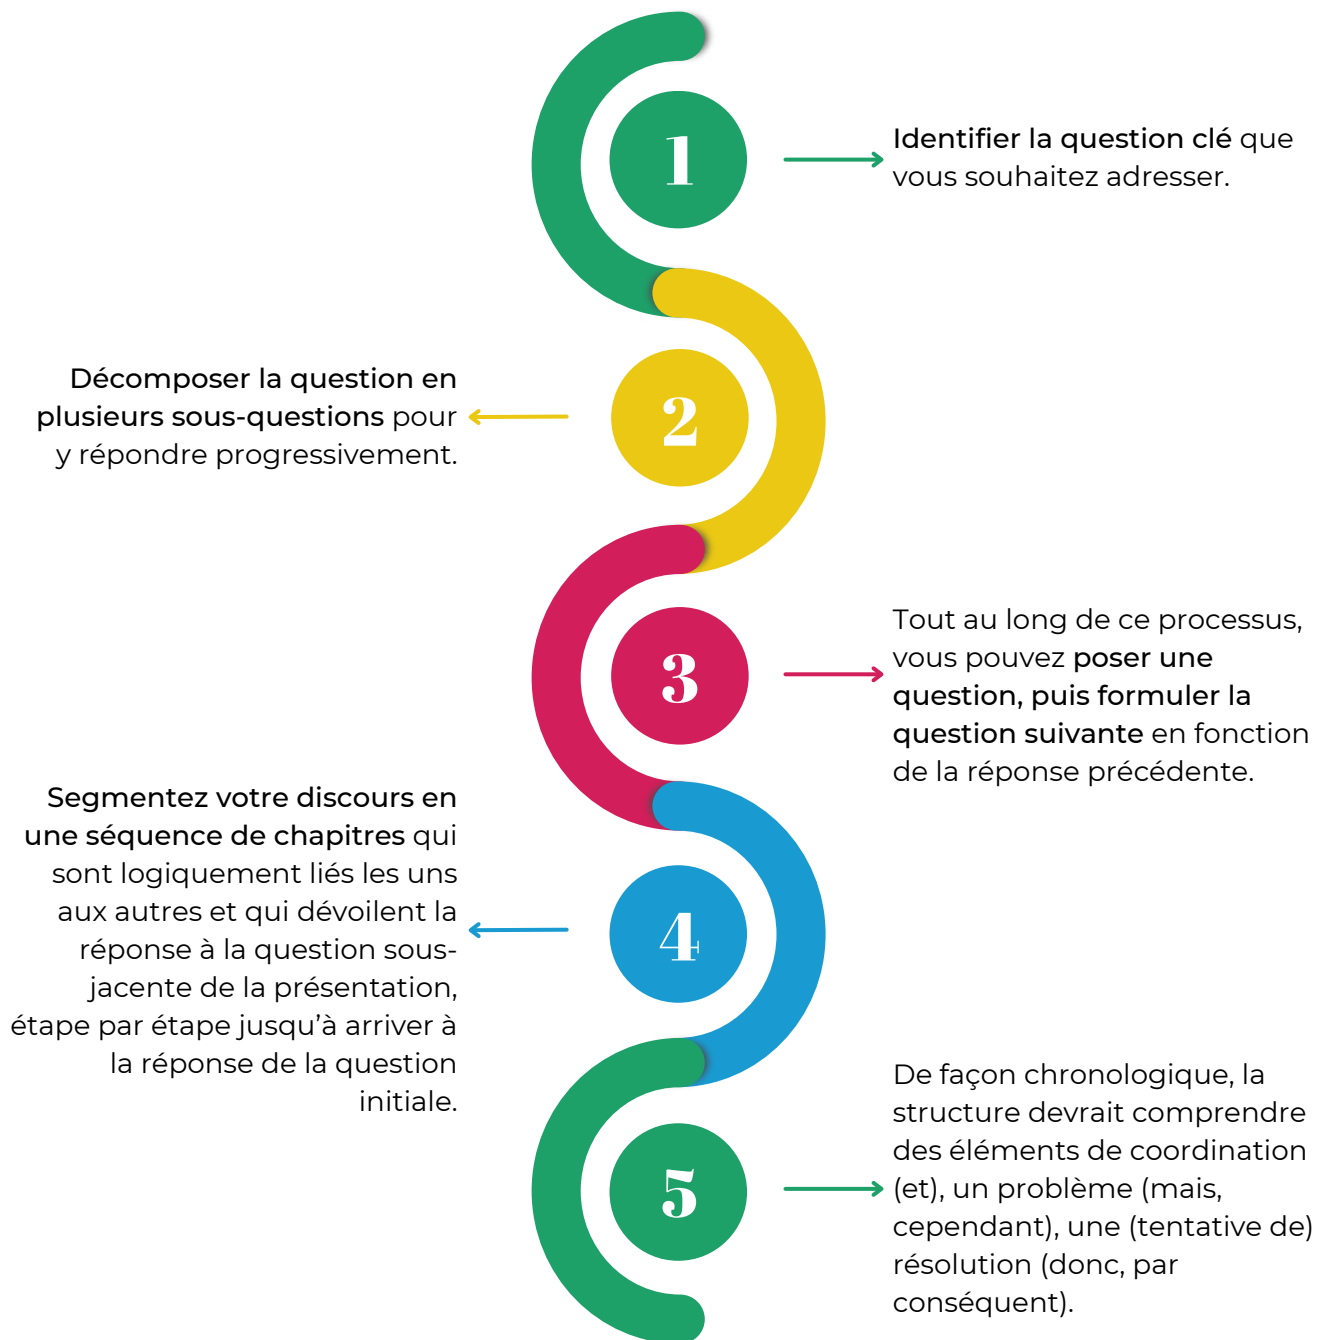 1
Identifier la question clé que
vous souhaitez adresser.
2
Décomposer la question en
plusieurs sous-questions pour
y répondre progressivement.
3
Tout au long de ce processus,
vous pouvez poser une
question, puis formuler la
question suivante en fonction
de la réponse précédente.
4
Segmentez votre discours en
une séquence de chapitres qui
sont logiquement liés les uns
aux autres et qui dévoilent la
réponse à la question sous-
jacente de la présentation,
étape par étape jusqu'à arriver à
la réponse de la question
initiale.
5
De façon chronologique, la
structure devrait comprendre
des éléments de coordination
(et), un problème (mais,
cependant), une (tentative de)
résolution (donc, par
conséquent).